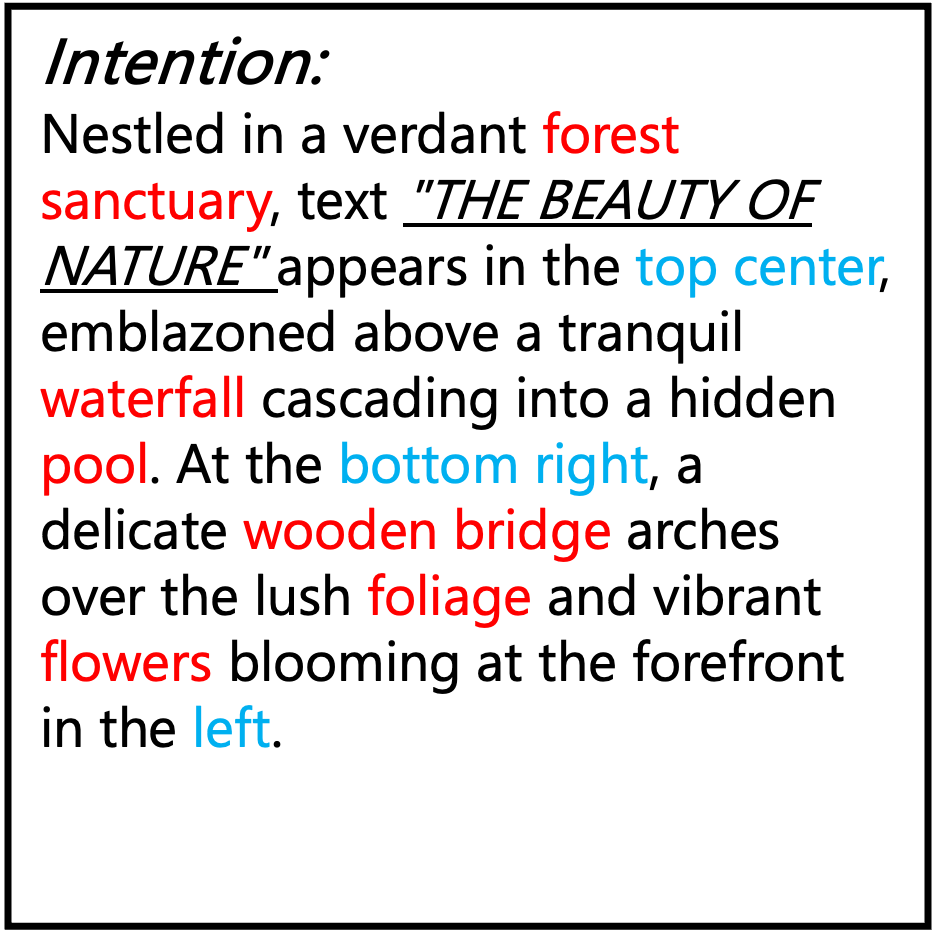 Intention:
Nestled in a verdant forest
sanctuary, text "THE BEAUTY OF
NATURE" appears in the top center,
emblazoned above a tranquil
waterfall cascading into a hidden
pool. At the bottom right, a
delicate wooden bridge arches
over the lush foliage and vibrant
flowers blooming at the forefront
in the left.